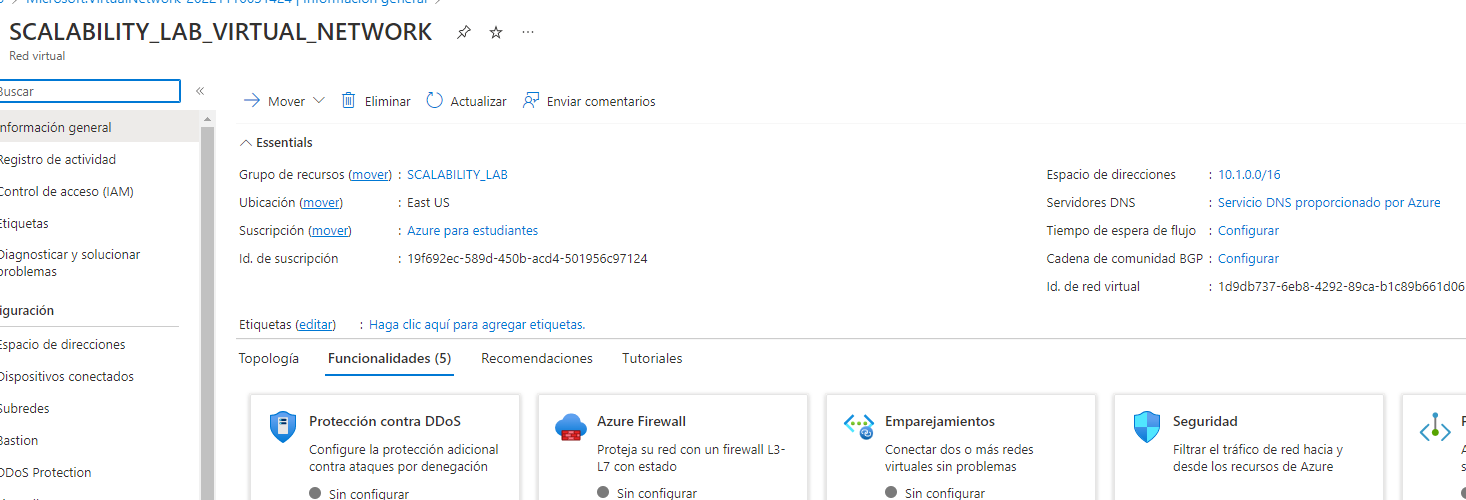 Microsoft.VirtualNetwork-20221116051424 | Información general
SCALABILITY_LAB_VIRTUAL_NETWORK
Red virtual
Buscar
Información general
Registro de actividad
Control de acceso (IAM)
Etiquetas
Diagnosticar y solucionar
problemas
iguración
Espacio de direcciones
Dispositivos conectados
Subredes
Bastion
DDoS Protection
Mover
Eliminar
Actualizar
Enviar comentarios
Essentials
Grupo de recursos (mover) : SCALABILITY_LAB
Ubicación (mover) : East US
Suscripción (mover) : Azure para estudiantes
Id. de suscripción : 19f692ec-589d-450b-acd4-501956c97124
Espacio de direcciones : 10.1.0.0/16
Servidores DNS : Servicio DNS proporcionado por Azure
Tiempo de espera de flujo : Configurar
Cadena de comunidad BGP : Configurar
Id. de red virtual : 1d9db737-6eb8-4292-89ca-b1c89b661d06
Etiquetas (editar) : Haga clic aquí para agregar etiquetas.
Topología
Funcionalidades (5)
Recomendaciones
Tutoriales
Protección contra DDoS
Configure la protección adicional
contra ataques por denegación
Sin configurar
Azure Firewall
Proteja su red con un firewall L3-
L7 con estado
Sin configurar
Emparejamientos
Conectar dos o más redes
virtuales sin problemas
Sin configurar
Seguridad
Filtrar el tráfico de red hacia y
desde los recursos de Azure